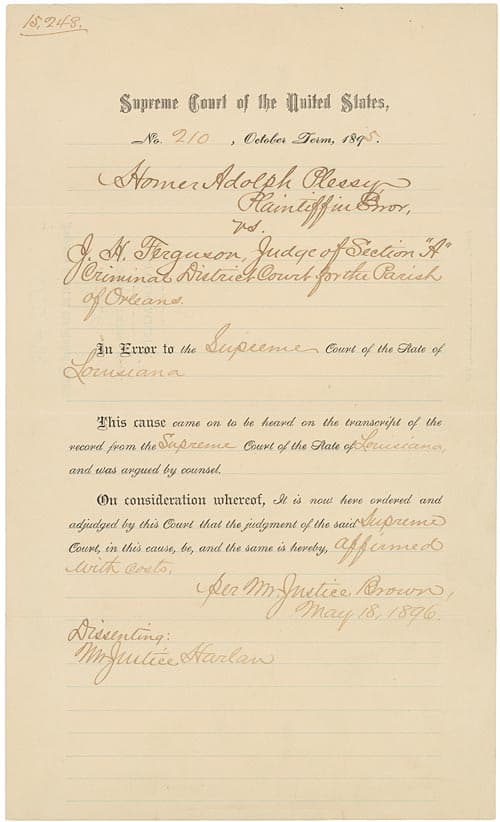 15,248.
Supreme Court of the United States,
No. 210, October Term, 1895.
Homer Adolph Plessy,
Plaintiff in Error,
vs.
J. H. Ferguson, Judge of Section "A"
Criminal District Court for the Parish
of Orleans.
In Error to the Supreme Court of the State of
Louisiana
This cause came on to be heard on the transcript of the
record from the Supreme Court of the State of Louisiana,
and was argued by counsel.
On consideration whereof, It is now here ordered and
adjudged by this Court that the judgment of the said Supreme
Court, in this cause, be, and the same is hereby, affirmed
with costs.
Per Mr. Justice Brown,
May 18, 1896.
Dissenting:
Mr. Justice Harlan